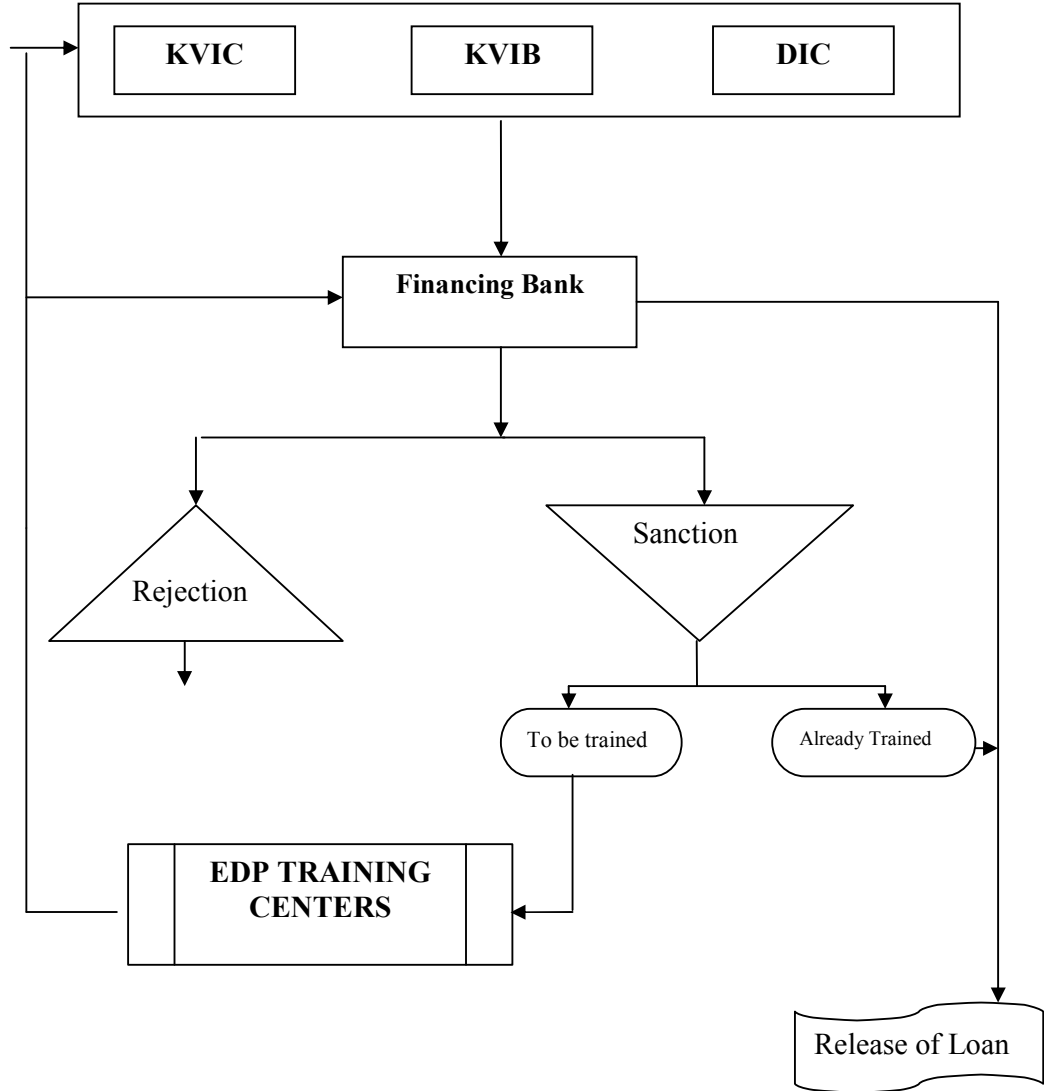 KVIC
KVIB
DIC
Financing Bank
Rejection
Sanction
To be trained
Already Trained
EDP TRAINING
CENTERS
Release of Loan